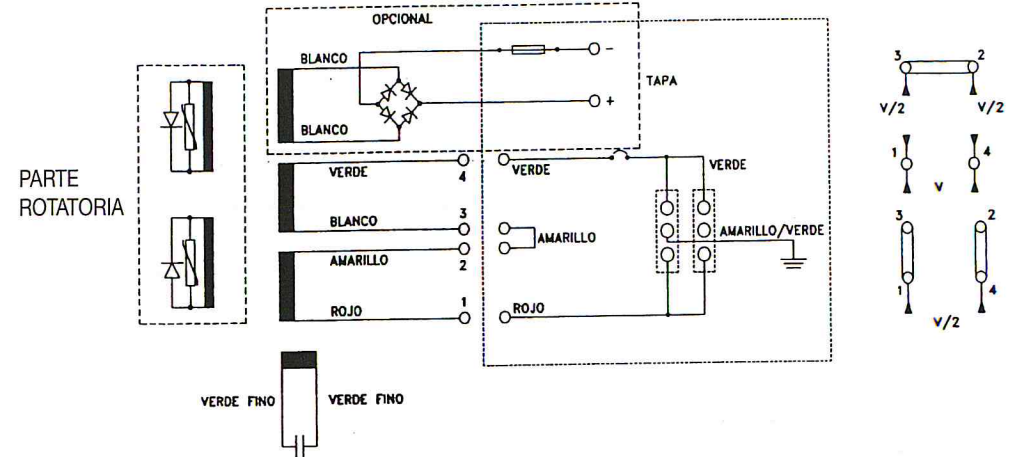 OPCIONAL
BLANCO
-
TAPA
+
BLANCO
VERDE
4
VERDE
VERDE
PARTE
ROTATORIA
BLANCO
3
AMARILLO
AMARILLO/VERDE
AMARILLO
2
ROJO
1
ROJO
VERDE FINO
VERDE FINO
3
2
V/2
V/2
1
4
V
3
2
1
4
V/2